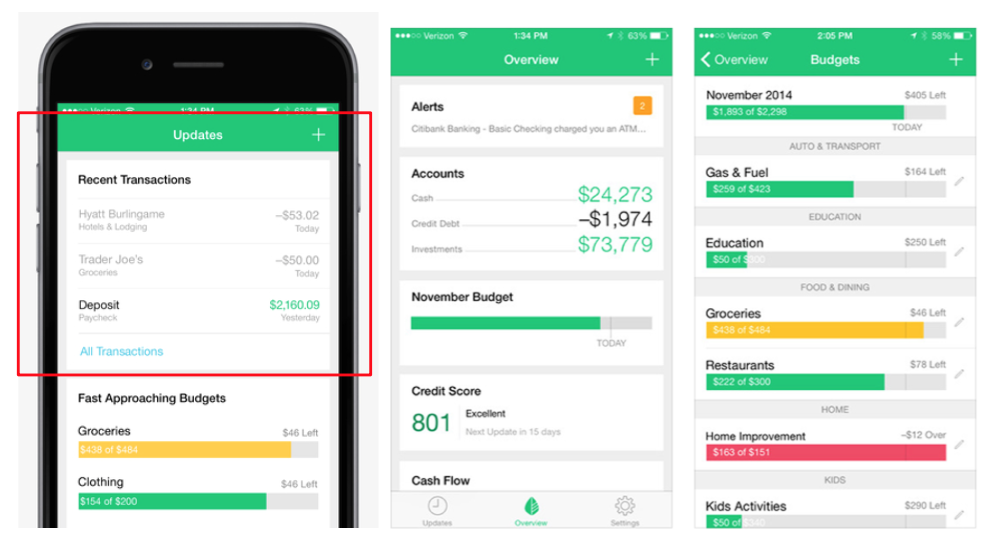 Verizon 1:34 PM 63%
Updates +
Recent Transactions
Hyatt Burlingame –$53.02
Hotels & Lodging Today
Trader Joe's –$50.00
Groceries Today
Deposit $2,160.09
Paycheck Yesterday
All Transactions
Fast Approaching Budgets
Groceries $46 Left
$438 of $484
Clothing $46 Left
$154 of $200
Verizon 1:34 PM 63%
Overview +
Alerts 2
Citibank Banking - Basic Checking charged you an ATM...
Accounts
Cash $24,273
Credit Debt –$1,974
Investments $73,779
November Budget
TODAY
Credit Score
801 Excellent
Next Update in 15 days
Cash Flow
Updates Overview Settings
Verizon 2:05 PM 58%
Overview Budgets +
November 2014 $405 Left
$1,893 of $2,298
TODAY
AUTO & TRANSPORT
Gas & Fuel $164 Left
$259 of $423
EDUCATION
Education $250 Left
$50 of $300
FOOD & DINING
Groceries $46 Left
$438 of $484
Restaurants $78 Left
$222 of $300
HOME
Home Improvement –$12 Over
$163 of $151
KIDS
Kids Activities $290 Left
$50 of $340